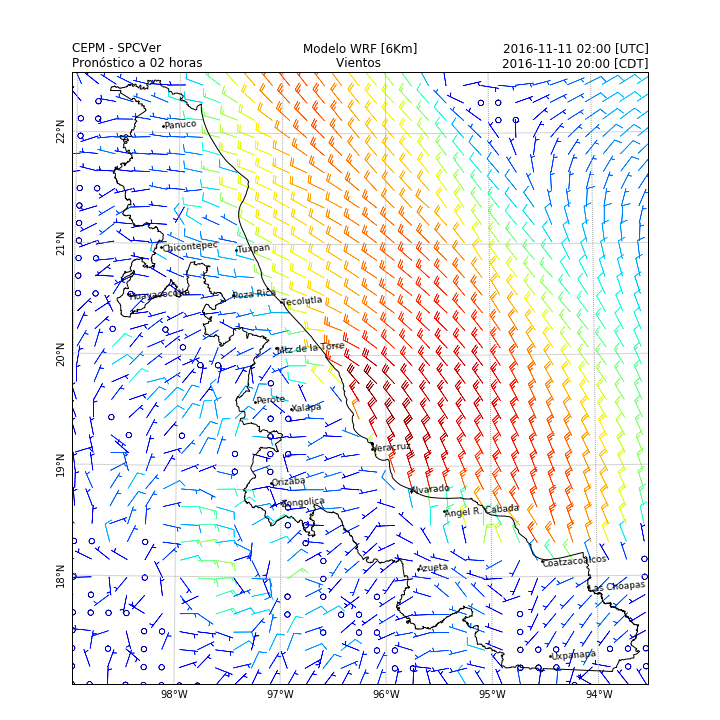 CEPM - SPCVer
Modelo WRF [6Km]
2016-11-11 02:00 [UTC]
Pronóstico a 02 horas
Vientos
2016-11-10 20:00 [CDT]
22°N
Panuco
21°N
Chicontepec
Tuxpan
Huayacocotla
Poza Rica
Tecolutla
20°N
Mtz de la Torre
Perote
Xalapa
Veracruz
19°N
Orizaba
Alvarado
Zongolica
Angel R. Cabada
18°N
Azueta
Coatzacoalcos
Las Choapas
Uxpanapa
98°W
97°W
96°W
95°W
94°W